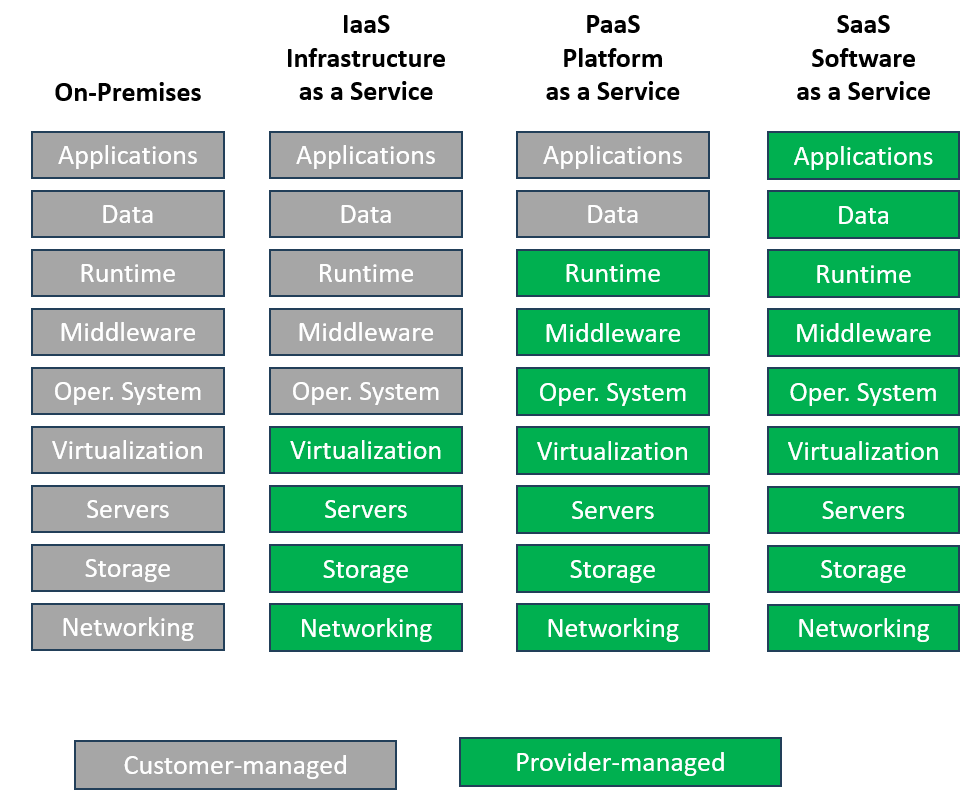 On-Premises
IaaS
Infrastructure
as a Service
PaaS
Platform
as a Service
SaaS
Software
as a Service
Applications
Data
Runtime
Middleware
Oper. System
Virtualization
Servers
Storage
Networking
Applications
Data
Runtime
Middleware
Oper. System
Virtualization
Servers
Storage
Networking
Applications
Data
Runtime
Middleware
Oper. System
Virtualization
Servers
Storage
Networking
Applications
Data
Runtime
Middleware
Oper. System
Virtualization
Servers
Storage
Networking
Customer-managed
Provider-managed